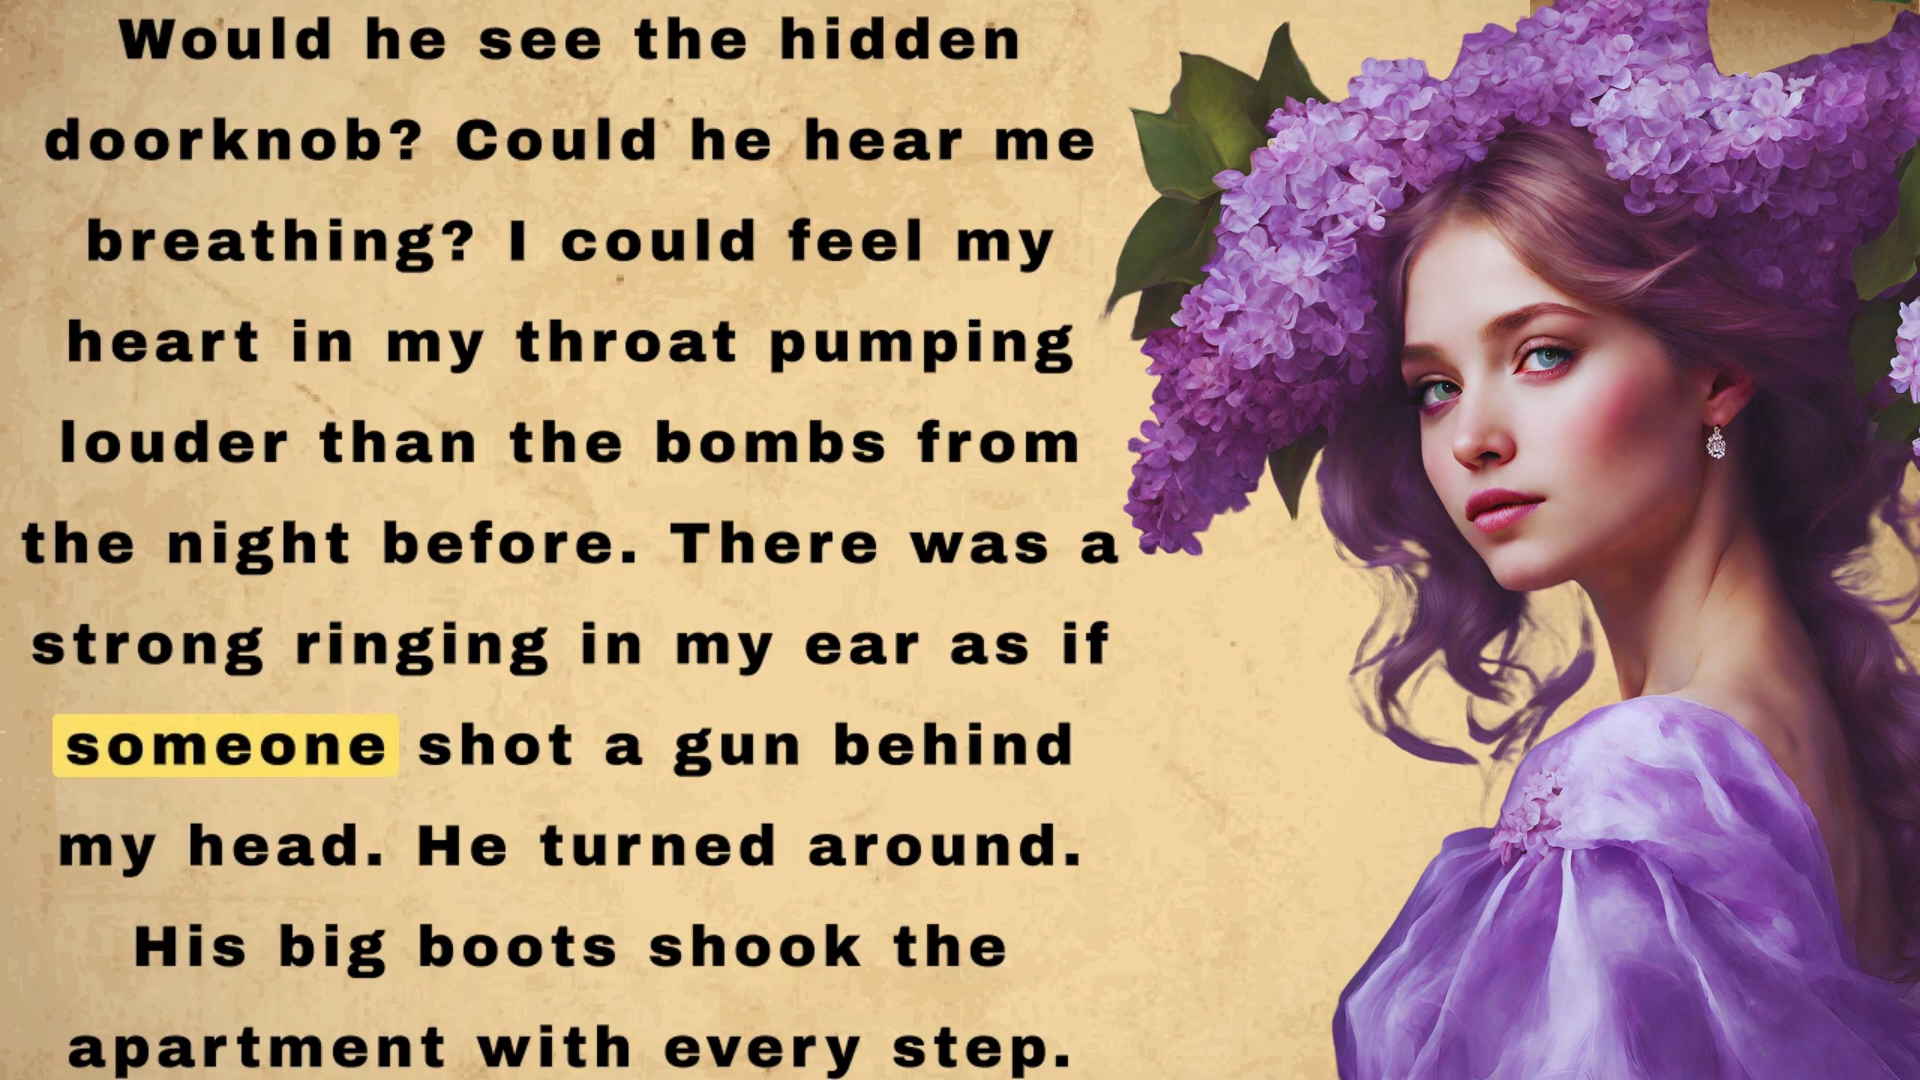 Would he see the hidden
doorknob? Could he hear me
breathing? I could feel my
heart in my throat pumping
louder than the bombs from
the night before. There was a
strong ringing in my ear as if
someone shot a gun behind
my head. He turned around.
His big boots shook the
apartment with every step.